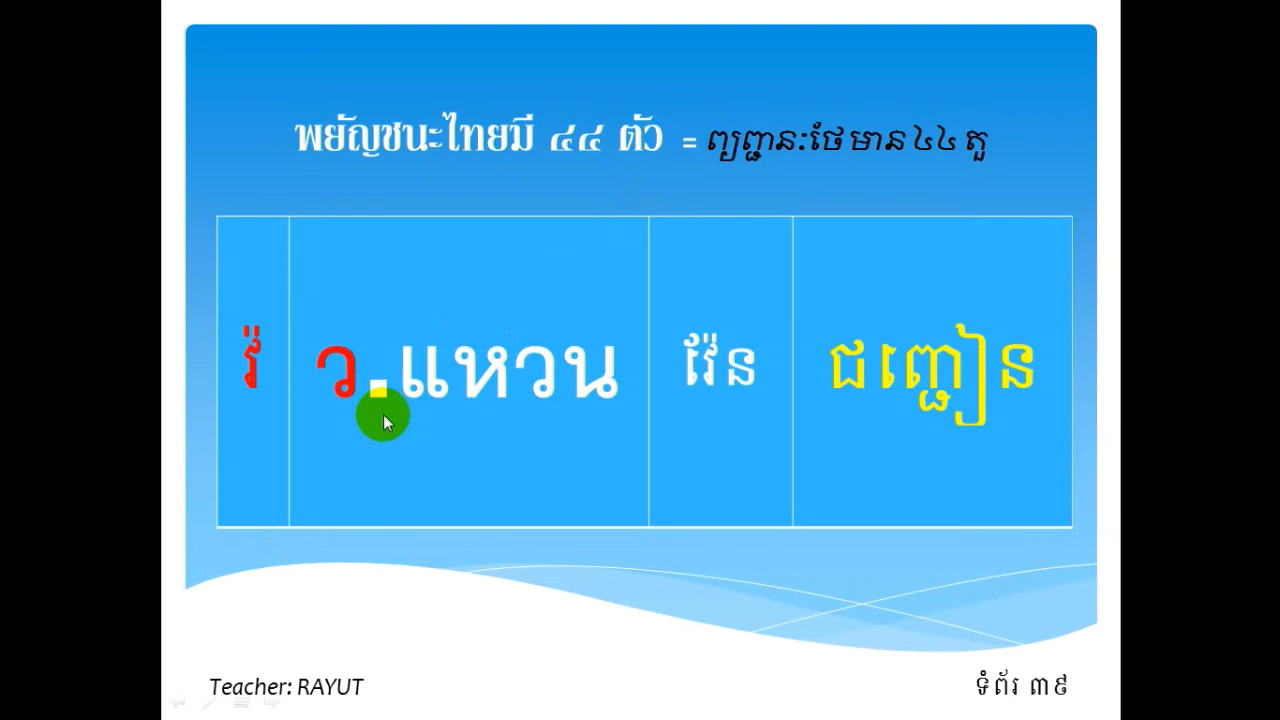 พยัญชนะไทยมี ๔๔ ตัว = ព្យព្ជានៈថៃមាន ៤៤ តួ
វ៉ ว.แหวน វ៉ែន ជញ្ជៀន
Teacher: RAYUT ទំព័រ ៣៩